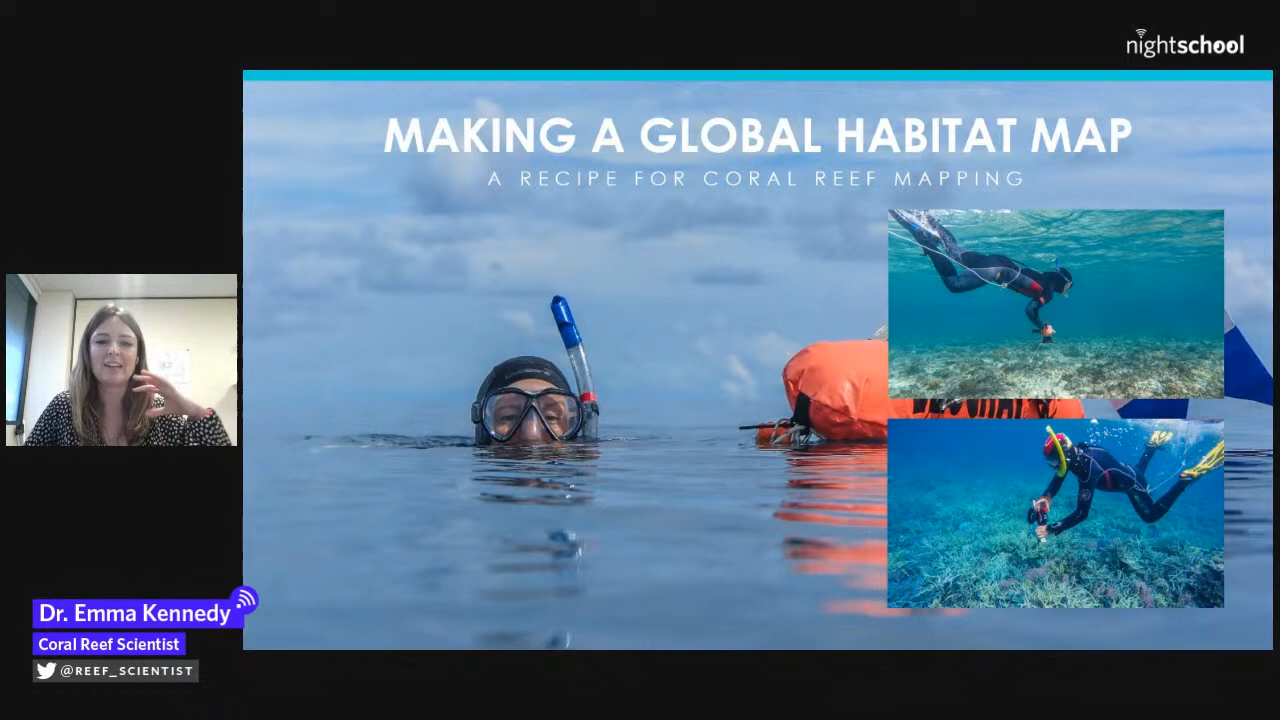 nightschool
MAKING A GLOBAL HABITAT MAP
A RECIPE FOR CORAL REEF MAPPING
Dr. Emma Kennedy
Coral Reef Scientist
@REEF_SCIENTIST